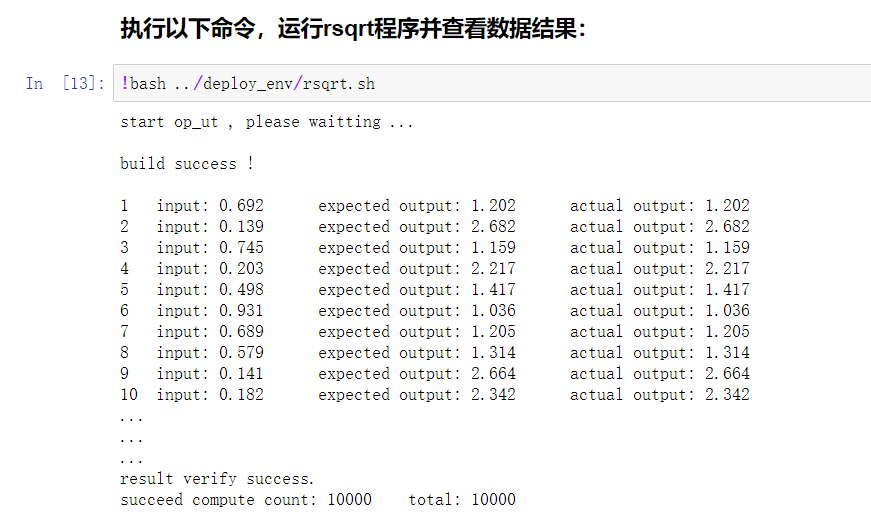 执行以下命令，运行rsqrt程序并查看数据结果：
In [13]: !bash ../deploy_env/rsqrt.sh
start op_ut , please waitting ...
build success !
1 input: 0.692 expected output: 1.202 actual output: 1.202
2 input: 0.139 expected output: 2.682 actual output: 2.682
3 input: 0.745 expected output: 1.159 actual output: 1.159
4 input: 0.203 expected output: 2.217 actual output: 2.217
5 input: 0.498 expected output: 1.417 actual output: 1.417
6 input: 0.931 expected output: 1.036 actual output: 1.036
7 input: 0.689 expected output: 1.205 actual output: 1.205
8 input: 0.579 expected output: 1.314 actual output: 1.314
9 input: 0.141 expected output: 2.664 actual output: 2.664
10 input: 0.182 expected output: 2.342 actual output: 2.342
...
...
...
result verify success.
succeed compute count: 10000 total: 10000